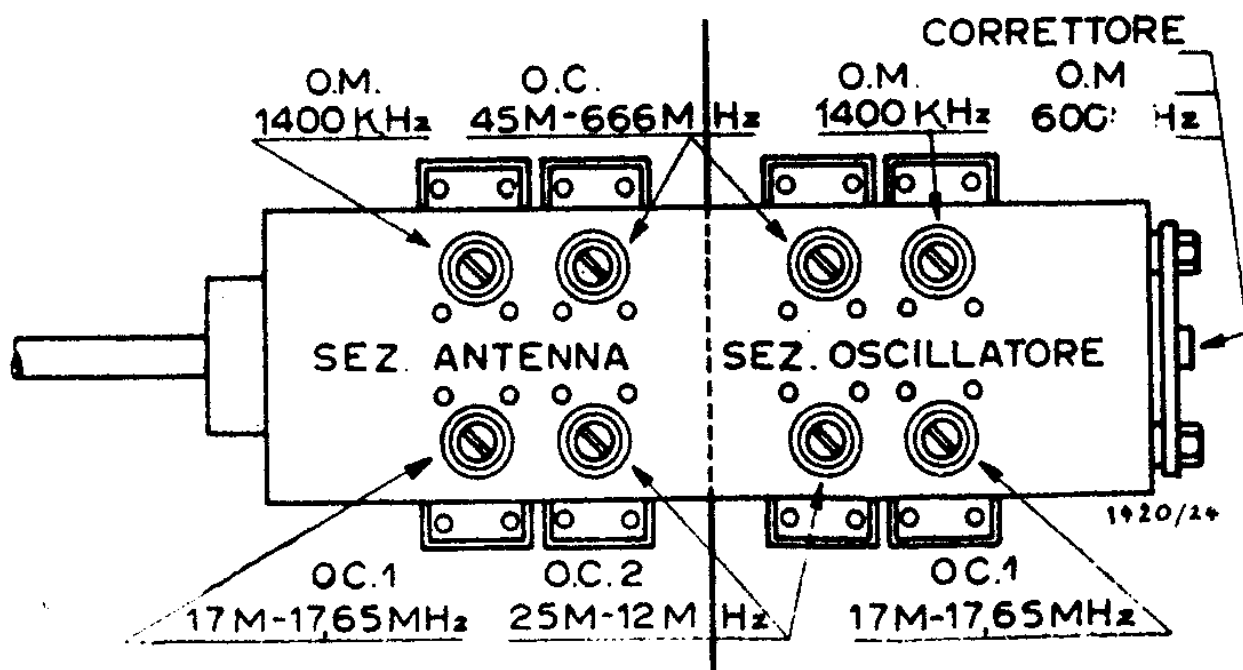 CORRETTORE
O.M.
1400 KHz
O.C.
45M-666M Hz
O.M.
1400 KHz
O.M
Hz
SEZ. ANTENNA
SEZ. OSCILLATORE
1920/24
OC.1
17M-17,65MHz
O.C.2
25M-12M Hz
OC.1
17M-17,65MHz